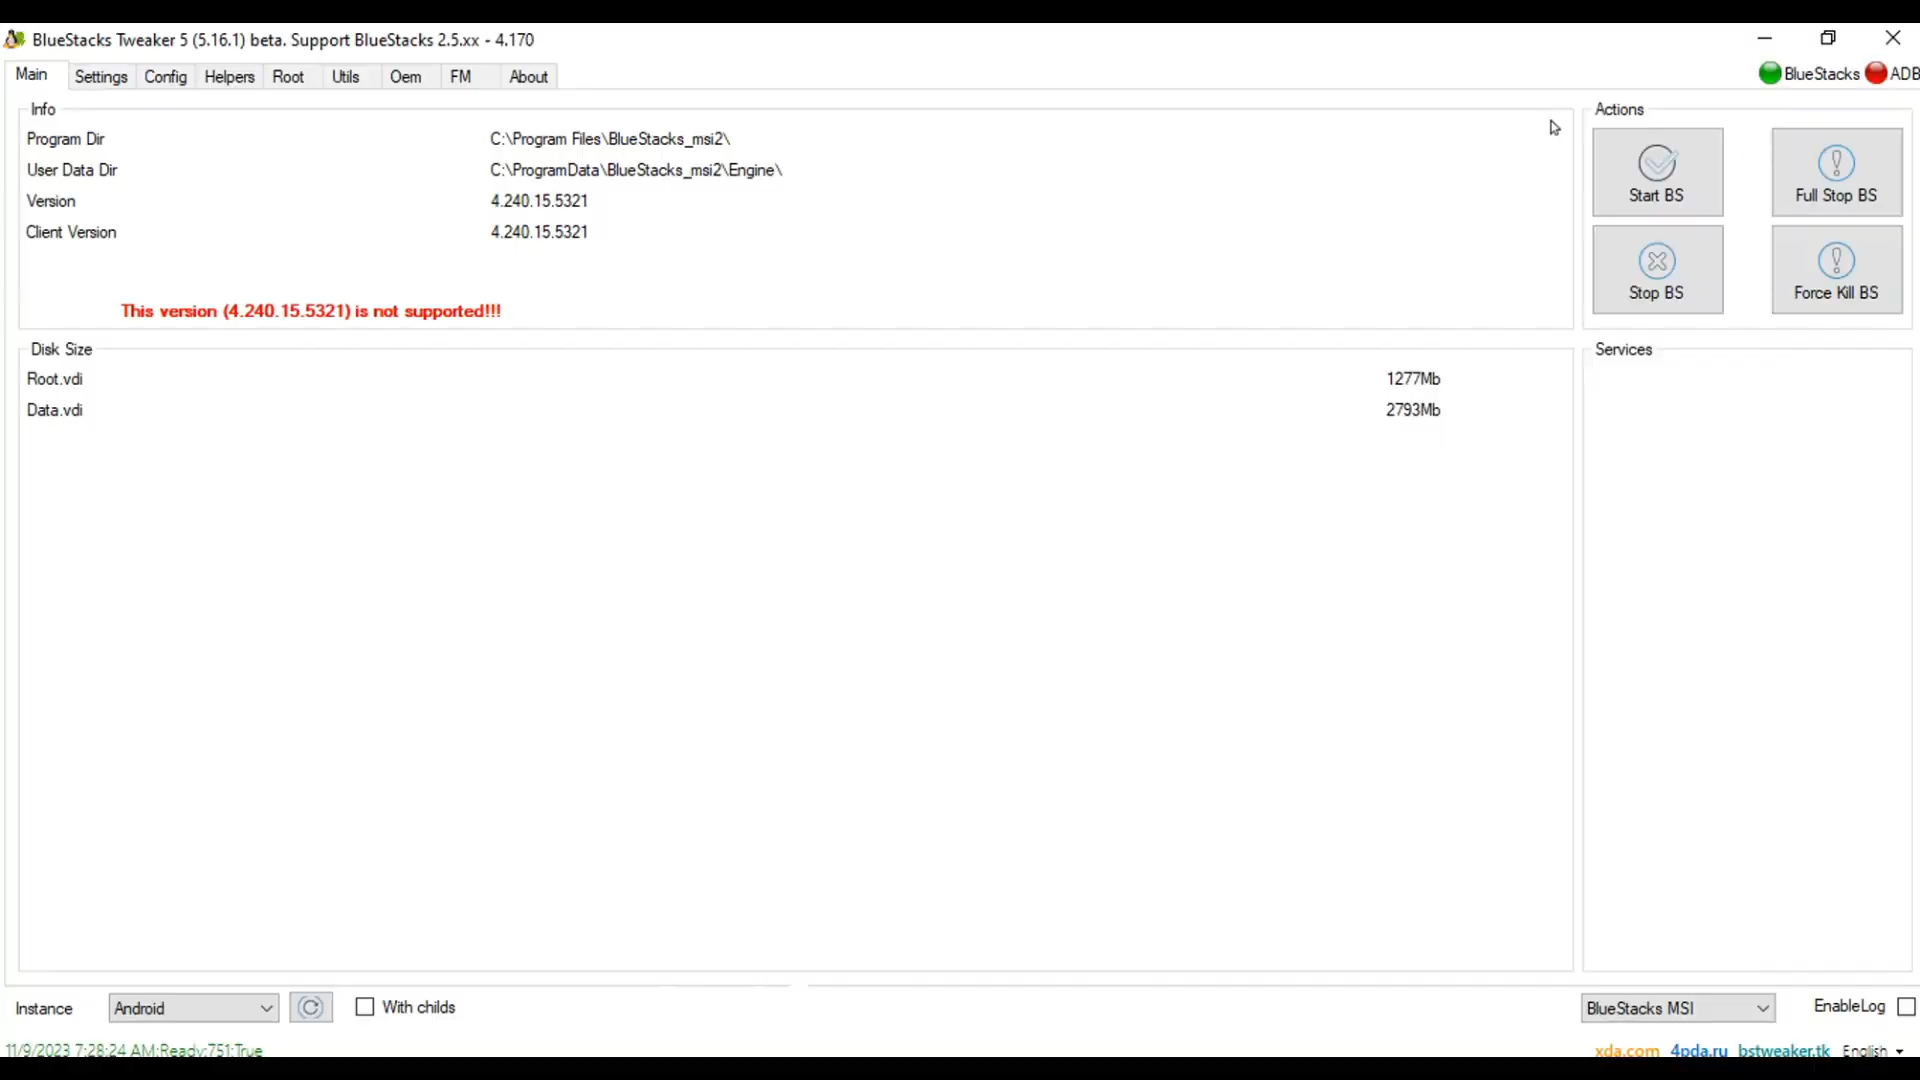 BlueStacks Tweaker 5 (5.16.1) beta. Support BlueStacks 2.5.xx - 4.170
Main Settings Config Helpers Root Utils Oem FM About
BlueStacks ADB
Info
Program Dir C:\Program Files\BlueStacks_msi2\
User Data Dir C:\ProgramData\BlueStacks_msi2\Engine\
Version 4.240.15.5321
Client Version 4.240.15.5321
This version (4.240.15.5321) is not supported!!!
Actions
Start BS Full Stop BS
Stop BS Force Kill BS
Disk Size
Root.vdi 1277Mb
Data.vdi 2793Mb
Services
Instance Android With childs BlueStacks MSI EnableLog
11/9/2023 7:28:24 AM:Ready:751:True
xda.com 4pda.ru bstweaker.tk English